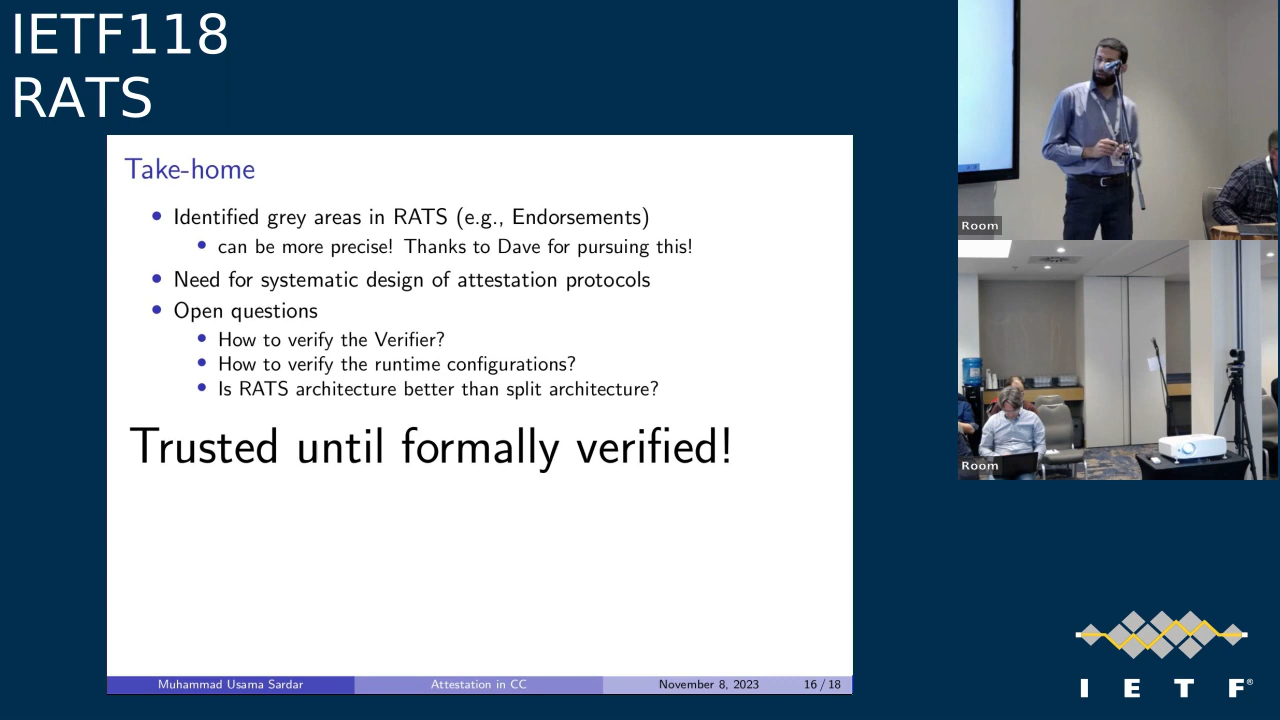 IETF118
RATS
Take-home
Identified grey areas in RATS (e.g., Endorsements)
can be more precise! Thanks to Dave for pursuing this!
Need for systematic design of attestation protocols
Open questions
How to verify the Verifier?
How to verify the runtime configurations?
Is RATS architecture better than split architecture?
Trusted until formally verified!
Muhammad Usama Sardar Attestation in CC November 8, 2023 16 / 18
Room
Room
I E T F®